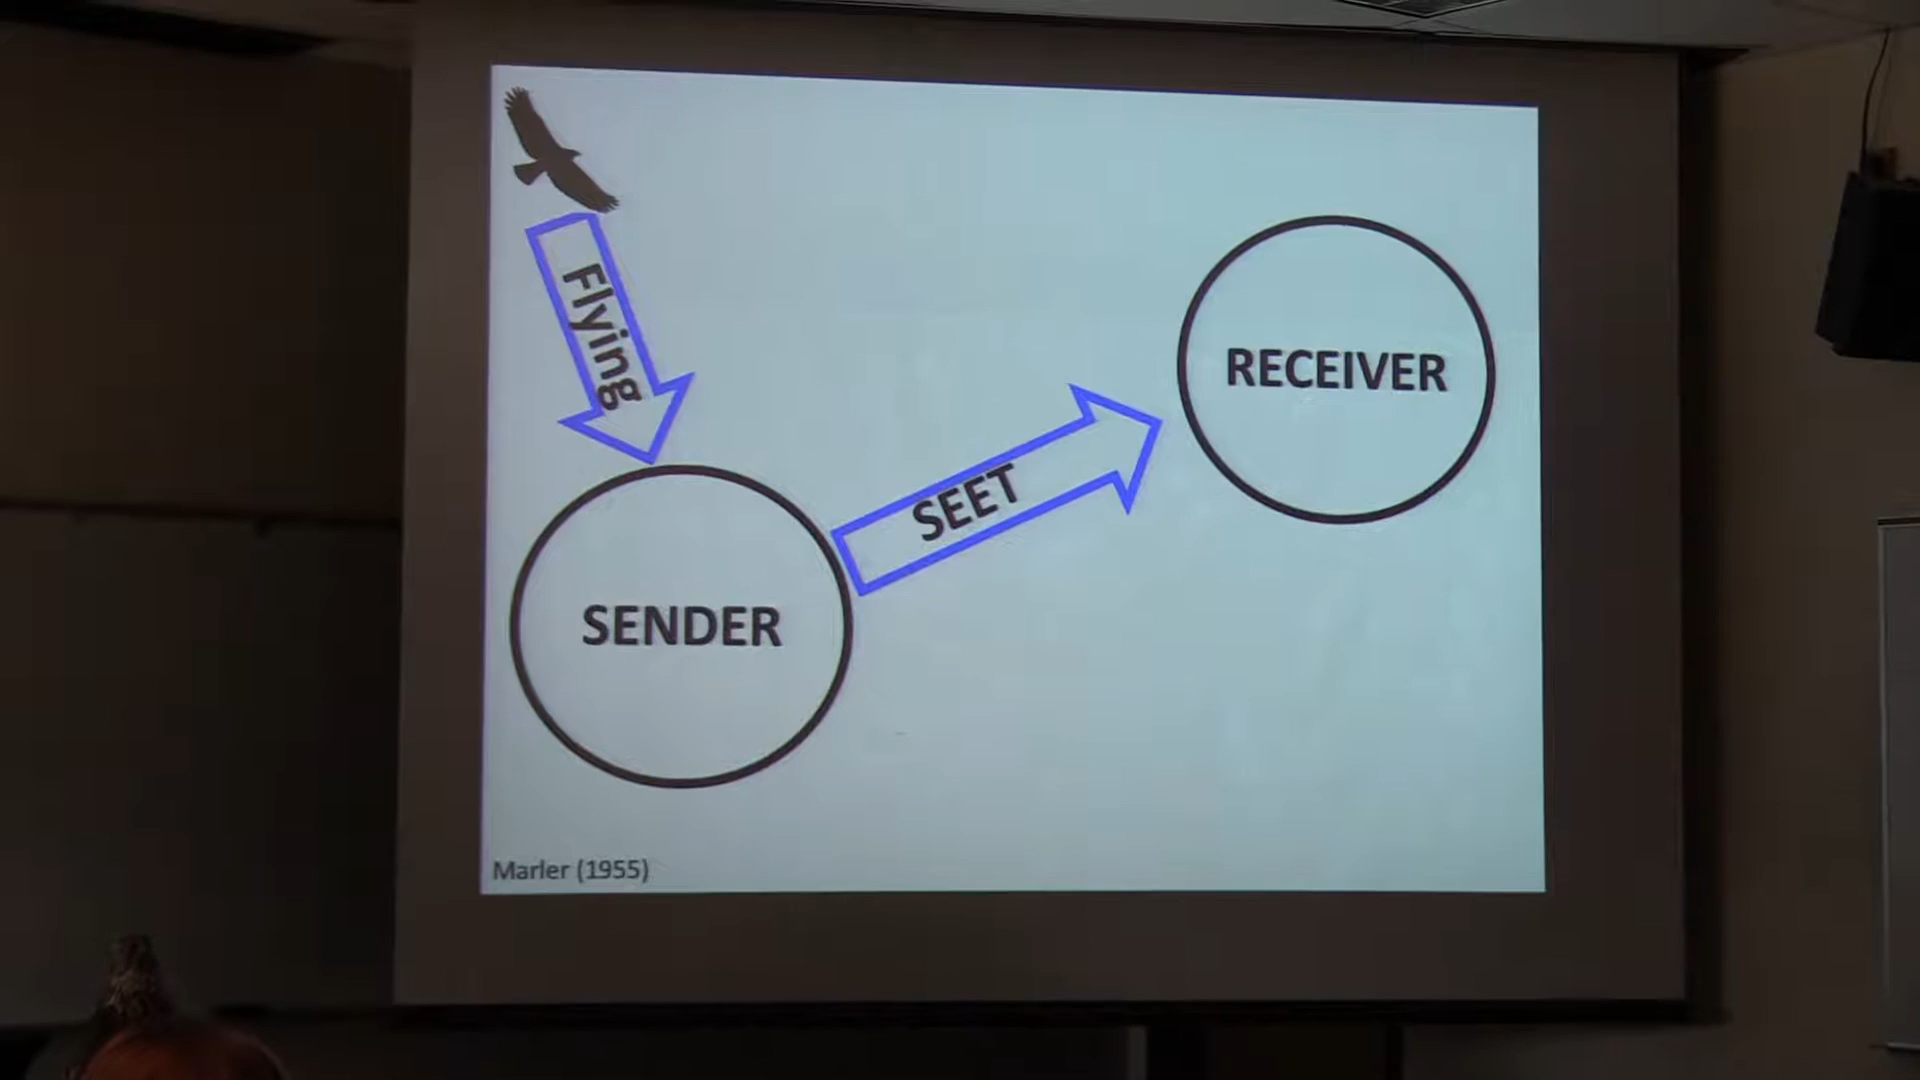 Flying
RECEIVER
SEET
SENDER
Marler (1955)